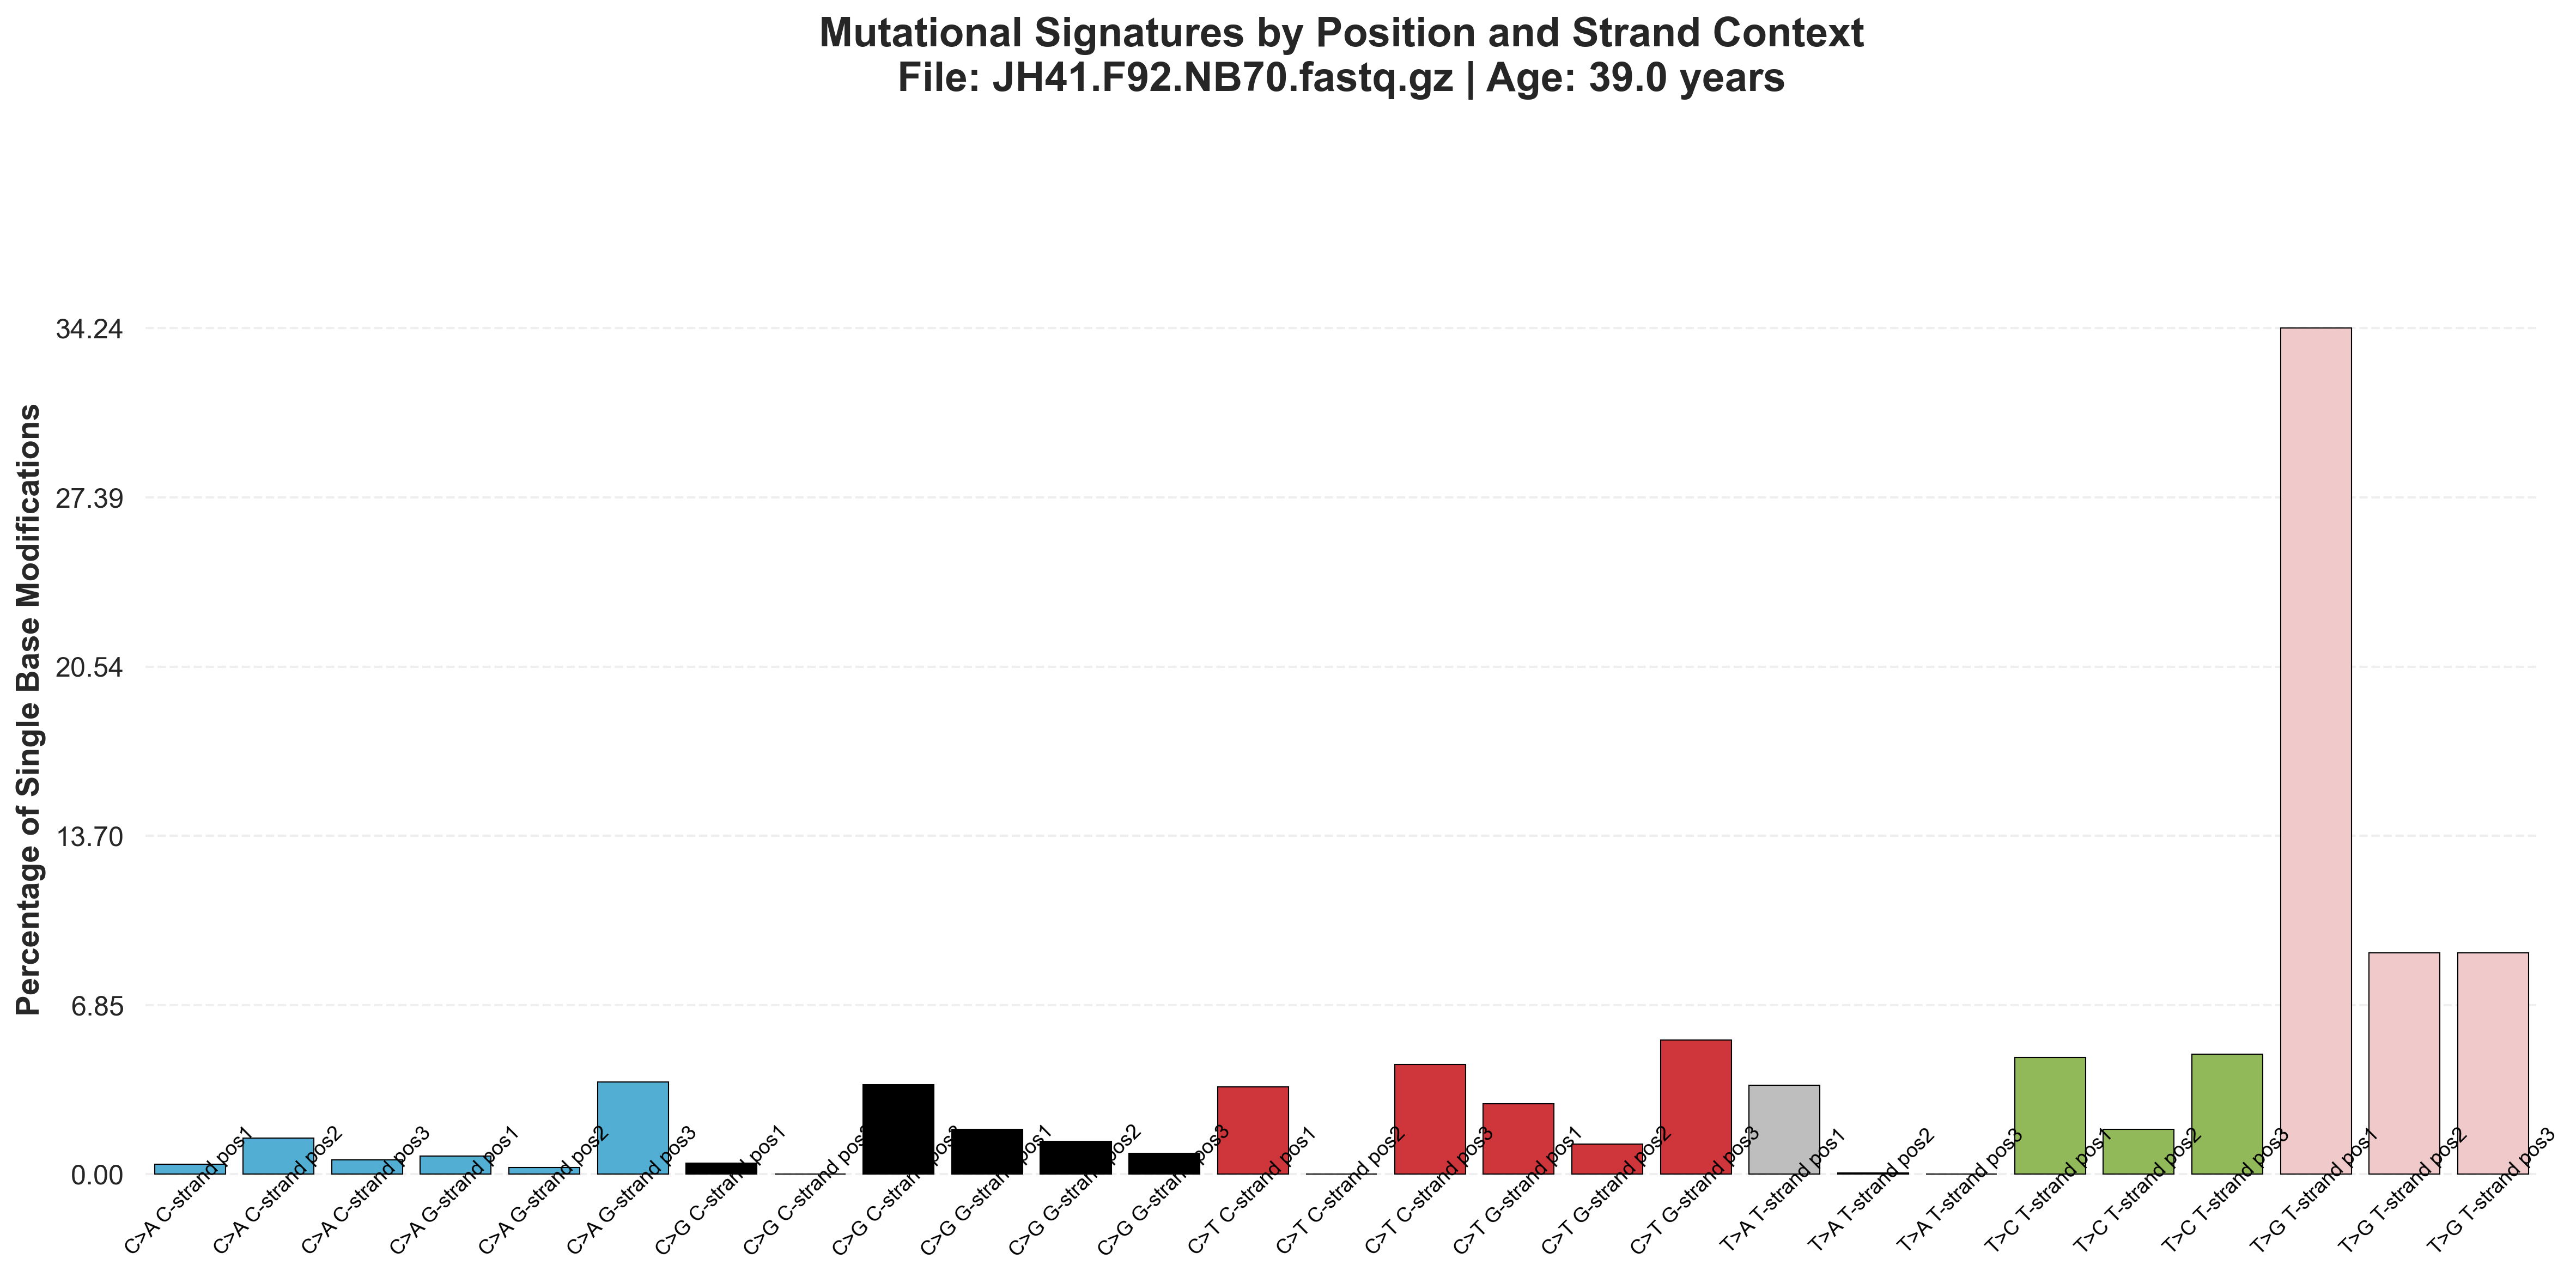 Mutational Signatures by Position and Strand Context
File: JH41.F92.NB70.fastq.gz | Age: 39.0 years
Percentage of Single Base Modifications
34.24
27.39
20.54
13.70
6.85
0.00
C>A C-strand pos1
C>A C-strand pos2
C>A C-strand pos3
C>A G-strand pos1
C>A G-strand pos2
C>A G-strand pos3
C>G C-strand pos1
C>G C-strand pos2
C>G C-strand pos3
C>G G-strand pos1
C>G G-strand pos2
C>G G-strand pos3
C>T C-strand pos1
C>T C-strand pos2
C>T C-strand pos3
C>T G-strand pos1
C>T G-strand pos2
C>T G-strand pos3
T>A T-strand pos1
T>A T-strand pos2
T>A T-strand pos3
T>C T-strand pos1
T>C T-strand pos2
T>C T-strand pos3
T>G T-strand pos1
T>G T-strand pos2
T>G T-strand pos3